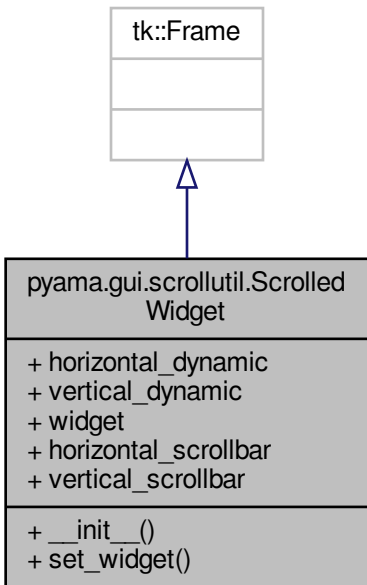 tk::Frame
pyama.gui.scrollutil.Scrolled
Widget
+ horizontal_dynamic
+ vertical_dynamic
+ widget
+ horizontal_scrollbar
+ vertical_scrollbar
+ __init__()
+ set_widget()